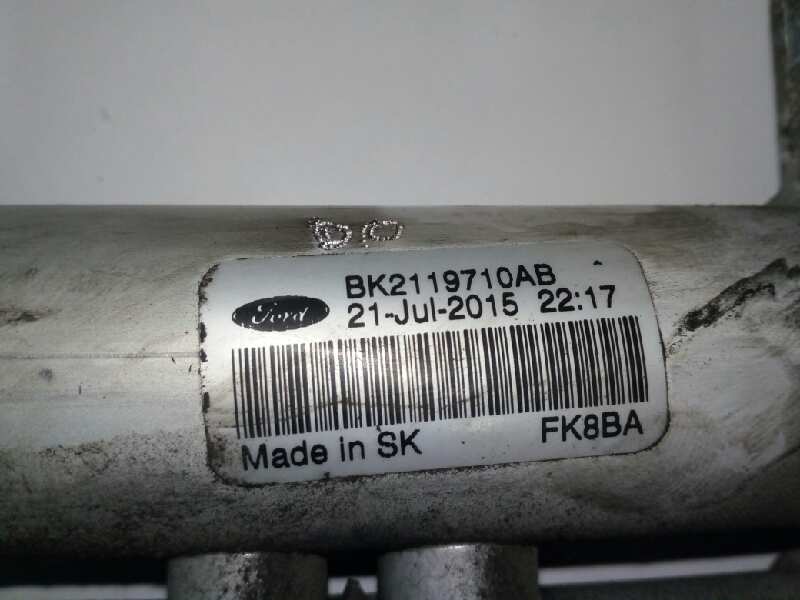 BK2119710AB
Ford 21-Jul-2015 22:17
Made in SK FK8BA